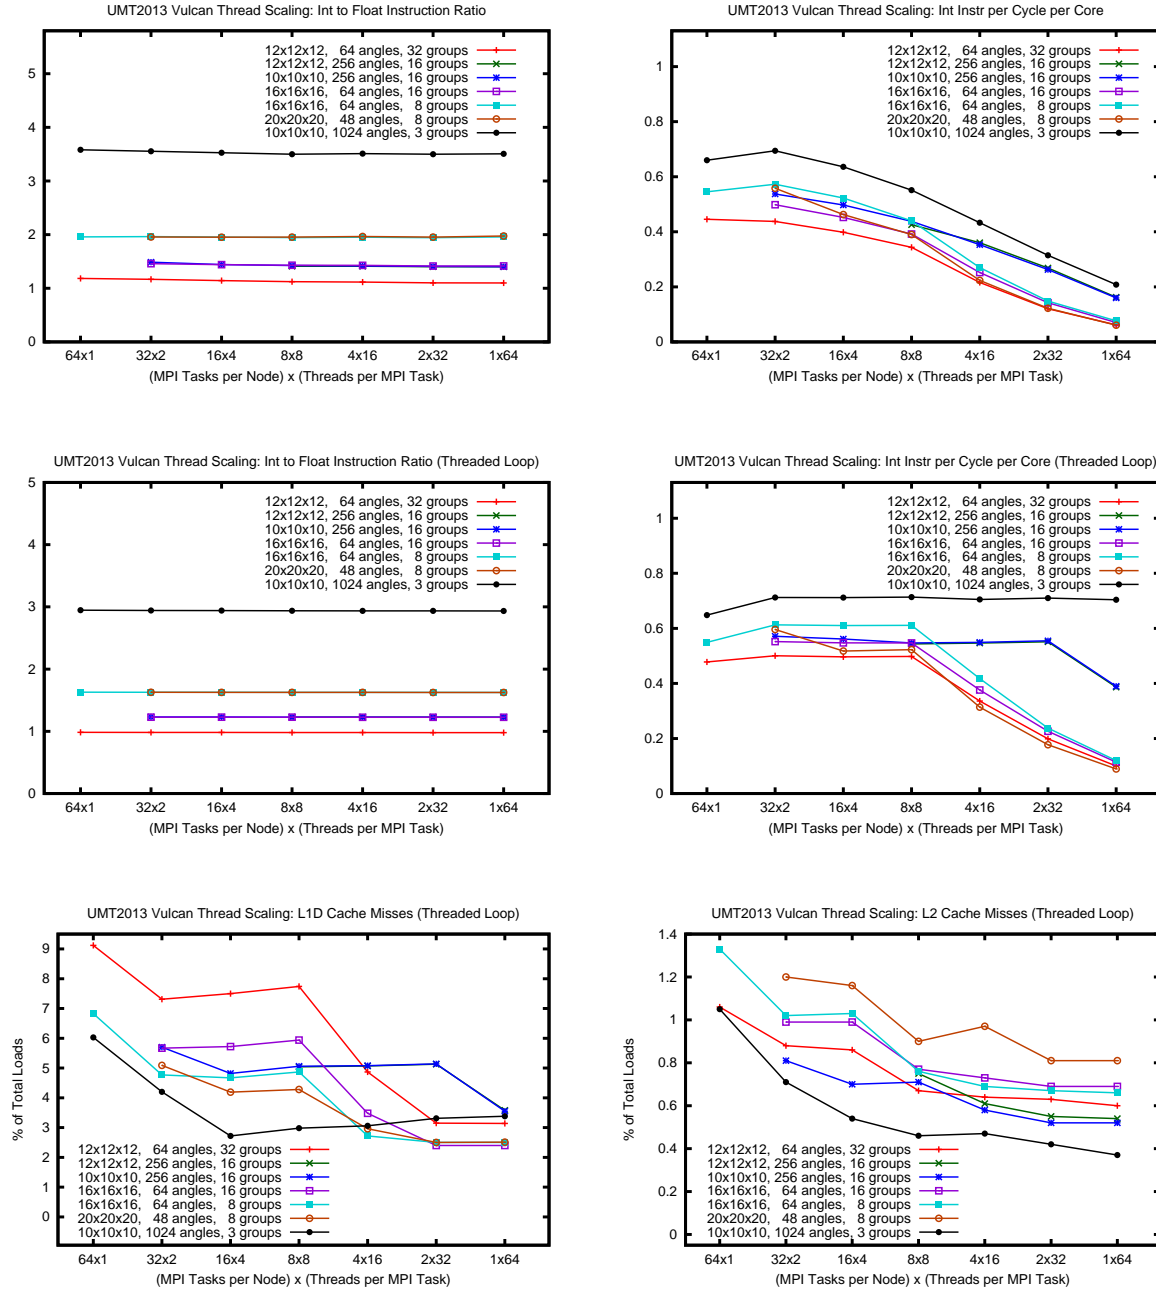 UMT2013 Vulcan Thread Scaling: Int to Float Instruction Ratio
12x12x12, 64 angles, 32 groups
12x12x12, 256 angles, 16 groups
10x10x10, 256 angles, 16 groups
16x16x16, 64 angles, 16 groups
16x16x16, 64 angles, 8 groups
20x20x20, 48 angles, 8 groups
10x10x10, 1024 angles, 3 groups
5
4
3
2
1
0
64x1 32x2 16x4 8x8 4x16 2x32 1x64
(MPI Tasks per Node) x (Threads per MPI Task)
UMT2013 Vulcan Thread Scaling: Int Instr per Cycle per Core
12x12x12, 64 angles, 32 groups
12x12x12, 256 angles, 16 groups
10x10x10, 256 angles, 16 groups
16x16x16, 64 angles, 16 groups
16x16x16, 64 angles, 8 groups
20x20x20, 48 angles, 8 groups
10x10x10, 1024 angles, 3 groups
1
0.8
0.6
0.4
0.2
0
64x1 32x2 16x4 8x8 4x16 2x32 1x64
(MPI Tasks per Node) x (Threads per MPI Task)
UMT2013 Vulcan Thread Scaling: Int to Float Instruction Ratio (Threaded Loop)
12x12x12, 64 angles, 32 groups
12x12x12, 256 angles, 16 groups
10x10x10, 256 angles, 16 groups
16x16x16, 64 angles, 16 groups
16x16x16, 64 angles, 8 groups
20x20x20, 48 angles, 8 groups
10x10x10, 1024 angles, 3 groups
5
4
3
2
1
0
64x1 32x2 16x4 8x8 4x16 2x32 1x64
(MPI Tasks per Node) x (Threads per MPI Task)
UMT2013 Vulcan Thread Scaling: Int Instr per Cycle per Core (Threaded Loop)
12x12x12, 64 angles, 32 groups
12x12x12, 256 angles, 16 groups
10x10x10, 256 angles, 16 groups
16x16x16, 64 angles, 16 groups
16x16x16, 64 angles, 8 groups
20x20x20, 48 angles, 8 groups
10x10x10, 1024 angles, 3 groups
1
0.8
0.6
0.4
0.2
0
64x1 32x2 16x4 8x8 4x16 2x32 1x64
(MPI Tasks per Node) x (Threads per MPI Task)
UMT2013 Vulcan Thread Scaling: L1D Cache Misses (Threaded Loop)
% of Total Loads
9
8
7
6
5
4
3
2
1
0
12x12x12, 64 angles, 32 groups
12x12x12, 256 angles, 16 groups
10x10x10, 256 angles, 16 groups
16x16x16, 64 angles, 16 groups
16x16x16, 64 angles, 8 groups
20x20x20, 48 angles, 8 groups
10x10x10, 1024 angles, 3 groups
64x1 32x2 16x4 8x8 4x16 2x32 1x64
(MPI Tasks per Node) x (Threads per MPI Task)
UMT2013 Vulcan Thread Scaling: L2 Cache Misses (Threaded Loop)
% of Total Loads
1.4
1.2
1
0.8
0.6
0.4
0.2
0
12x12x12, 64 angles, 32 groups
12x12x12, 256 angles, 16 groups
10x10x10, 256 angles, 16 groups
16x16x16, 64 angles, 16 groups
16x16x16, 64 angles, 8 groups
20x20x20, 48 angles, 8 groups
10x10x10, 1024 angles, 3 groups
64x1 32x2 16x4 8x8 4x16 2x32 1x64
(MPI Tasks per Node) x (Threads per MPI Task)